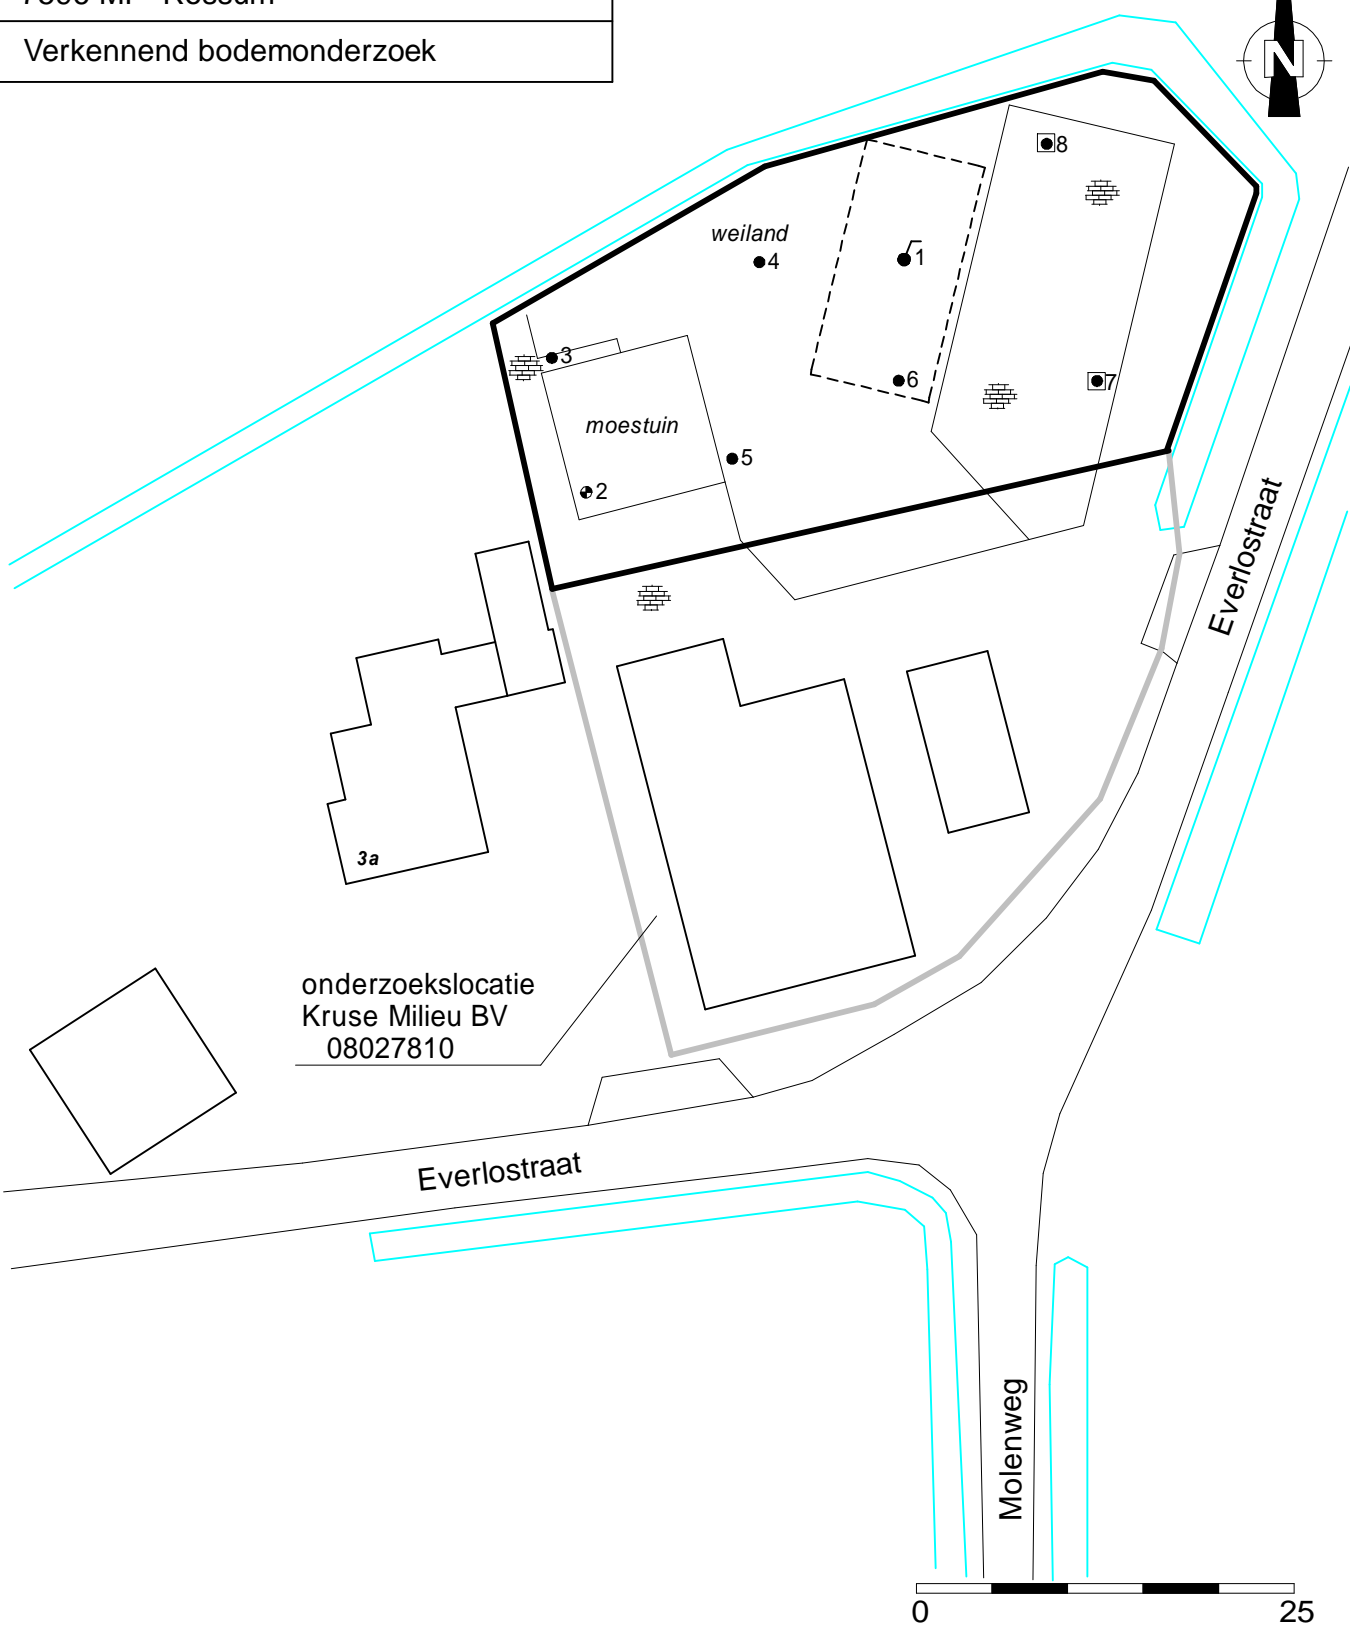 Verkennend bodemonderzoek
N
8
weiland
4
1
3
6
7
moestuin
5
2
Everlostraat
3a
onderzoekslocatie
Kruse Milieu BV
08027810
Everlostraat
Molenweg
0 25